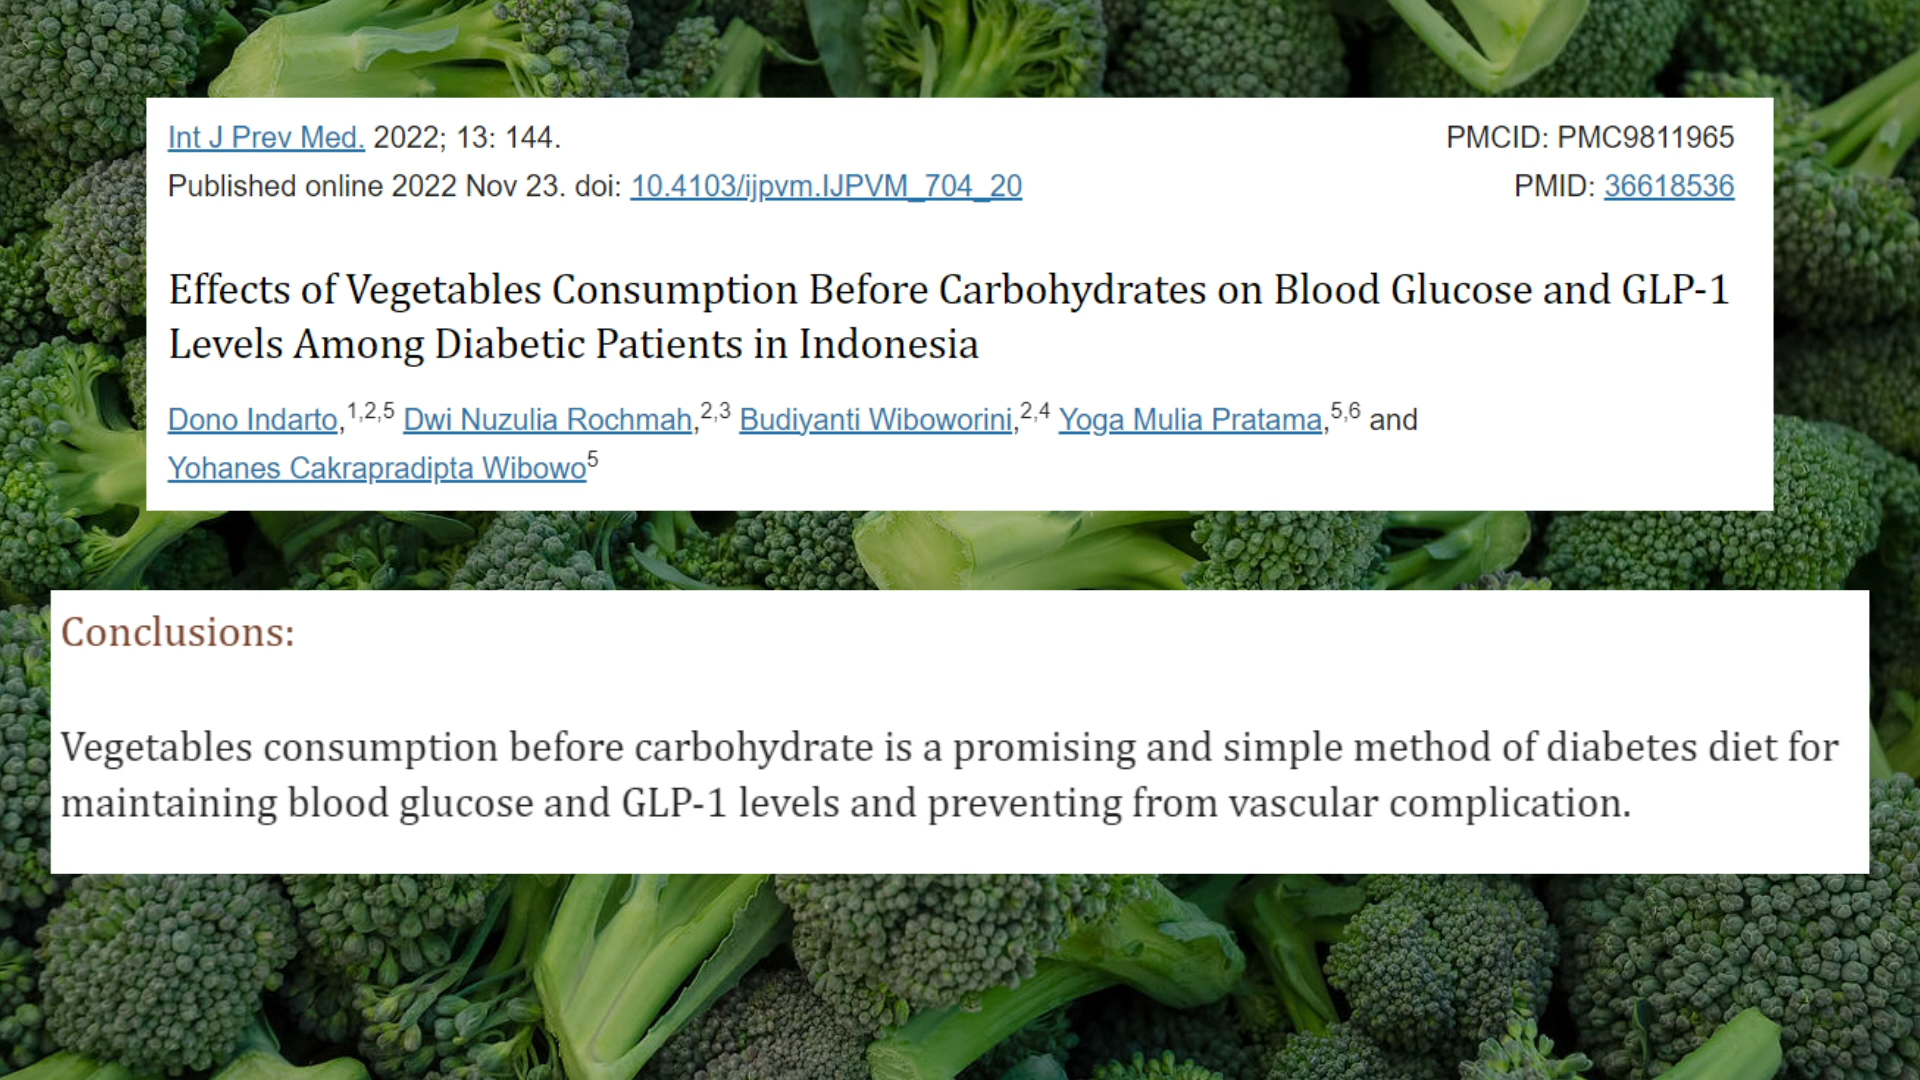 Int J Prev Med. 2022; 13: 144. PMCID: PMC9811965
Published online 2022 Nov 23. doi: 10.4103/ijpvm.IJPVM_704_20 PMID: 36618536
Effects of Vegetables Consumption Before Carbohydrates on Blood Glucose and GLP-1
Levels Among Diabetic Patients in Indonesia
Dono Indarto,1,2,5 Dwi Nuzulia Rochmah,2,3 Budiyanti Wiboworini,2,4 Yoga Mulia Pratama,5,6 and
Yohanes Cakrapradipta Wibowo5
Conclusions:
Vegetables consumption before carbohydrate is a promising and simple method of diabetes diet for
maintaining blood glucose and GLP-1 levels and preventing from vascular complication.